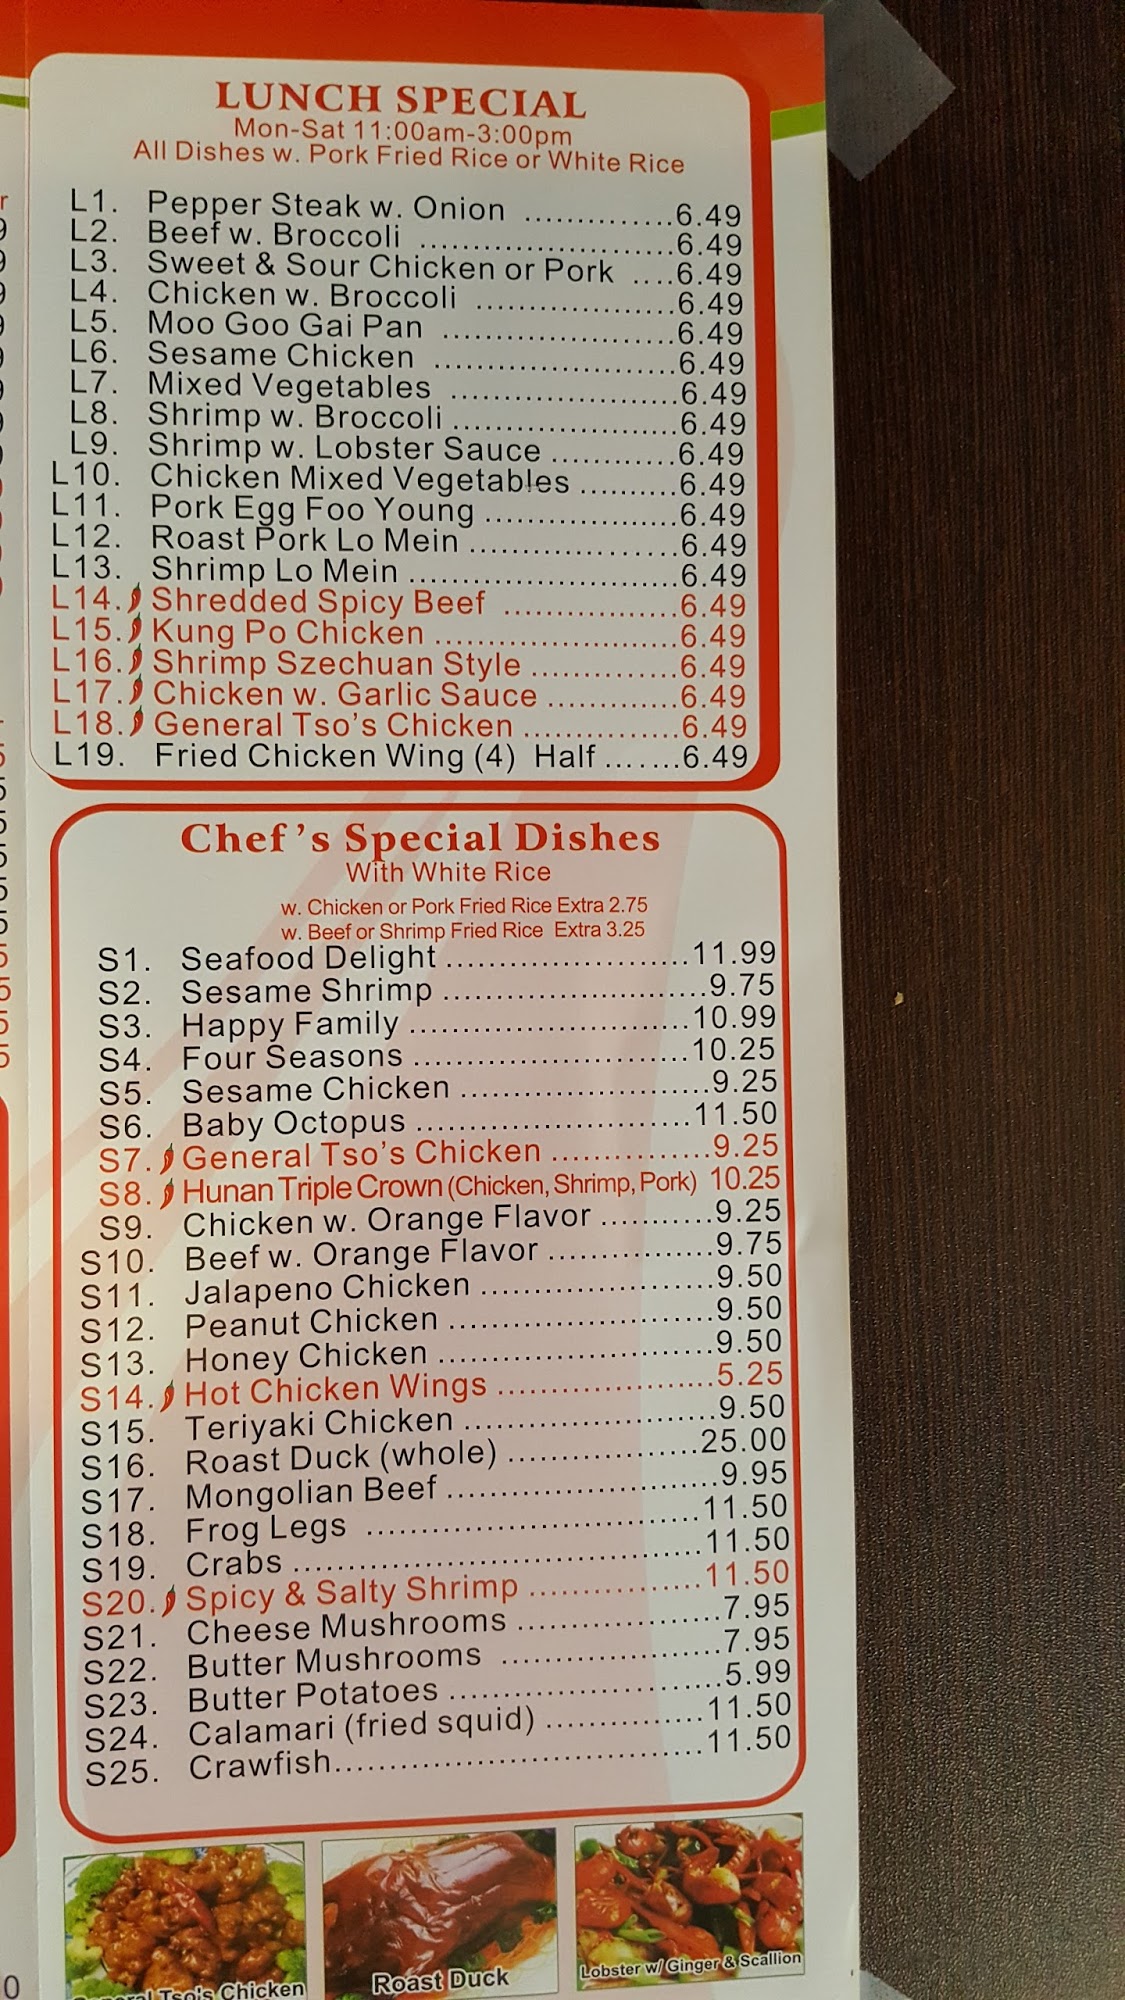 LUNCH SPECIAL
Mon-Sat 11:00am-3:00pm
All Dishes w. Pork Fried Rice or White Rice
L1. Pepper Steak w. Onion ..............6.49
L2. Beef w. Broccoli .......................6.49
L3. Sweet & Sour Chicken or Pork ....6.49
L4. Chicken w. Broccoli ..................6.49
L5. Moo Goo Gai Pan .....................6.49
L6. Sesame Chicken ......................6.49
L7. Mixed Vegetables .....................6.49
L8. Shrimp w. Broccoli ....................6.49
L9. Shrimp w. Lobster Sauce ............6.49
L10. Chicken Mixed Vegetables ..........6.49
L11. Pork Egg Foo Young ..................6.49
L12. Roast Pork Lo Mein ...................6.49
L13. Shrimp Lo Mein .........................6.49
L14. Shredded Spicy Beef ................6.49
L15. Kung Po Chicken .......................6.49
L16. Shrimp Szechuan Style ..............6.49
L17. Chicken w. Garlic Sauce ............6.49
L18. General Tso's Chicken ...............6.49
L19. Fried Chicken Wing (4) Half .......6.49
Chef's Special Dishes
With White Rice
w. Chicken or Pork Fried Rice Extra 2.75
w. Beef or Shrimp Fried Rice Extra 3.25
S1. Seafood Delight ........................11.99
S2. Sesame Shrimp ..........................9.75
S3. Happy Family ............................10.99
S4. Four Seasons ...........................10.25
S5. Sesame Chicken ........................9.25
S6. Baby Octopus ...........................11.50
S7. General Tso's Chicken ................9.25
S8. Hunan Triple Crown (Chicken, Shrimp, Pork) 10.25
S9. Chicken w. Orange Flavor ...........9.25
S10. Beef w. Orange Flavor ................9.75
S11. Jalapeno Chicken .......................9.50
S12. Peanut Chicken ..........................9.50
S13. Honey Chicken ...........................9.50
S14. Hot Chicken Wings ......................5.25
S15. Teriyaki Chicken .........................9.50
S16. Roast Duck (whole) ...................25.00
S17. Mongolian Beef ...........................9.95
S18. Frog Legs .................................11.50
S19. Crabs ........................................11.50
S20. Spicy & Salty Shrimp .................11.50
S21. Cheese Mushrooms ....................7.95
S22. Butter Mushrooms ......................7.95
S23. Butter Potatoes ...........................5.99
S24. Calamari (fried squid) ................11.50
S25. Crawfish.....................................11.50
General Tso's Chicken
Roast Duck
Lobster w/ Ginger & Scallion